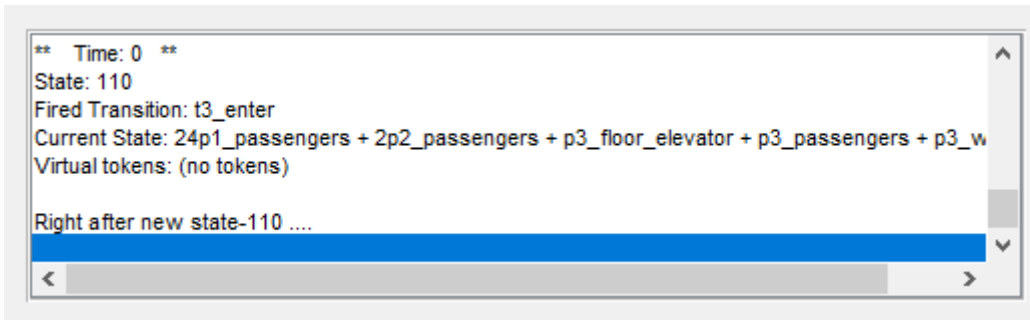 ** Time: 0 **
State: 110
Fired Transition: t3_enter
Current State: 24p1_passengers + 2p2_passengers + p3_floor_elevator + p3_passengers + p3_w
Virtual tokens: (no tokens)
Right after new state-110 ....